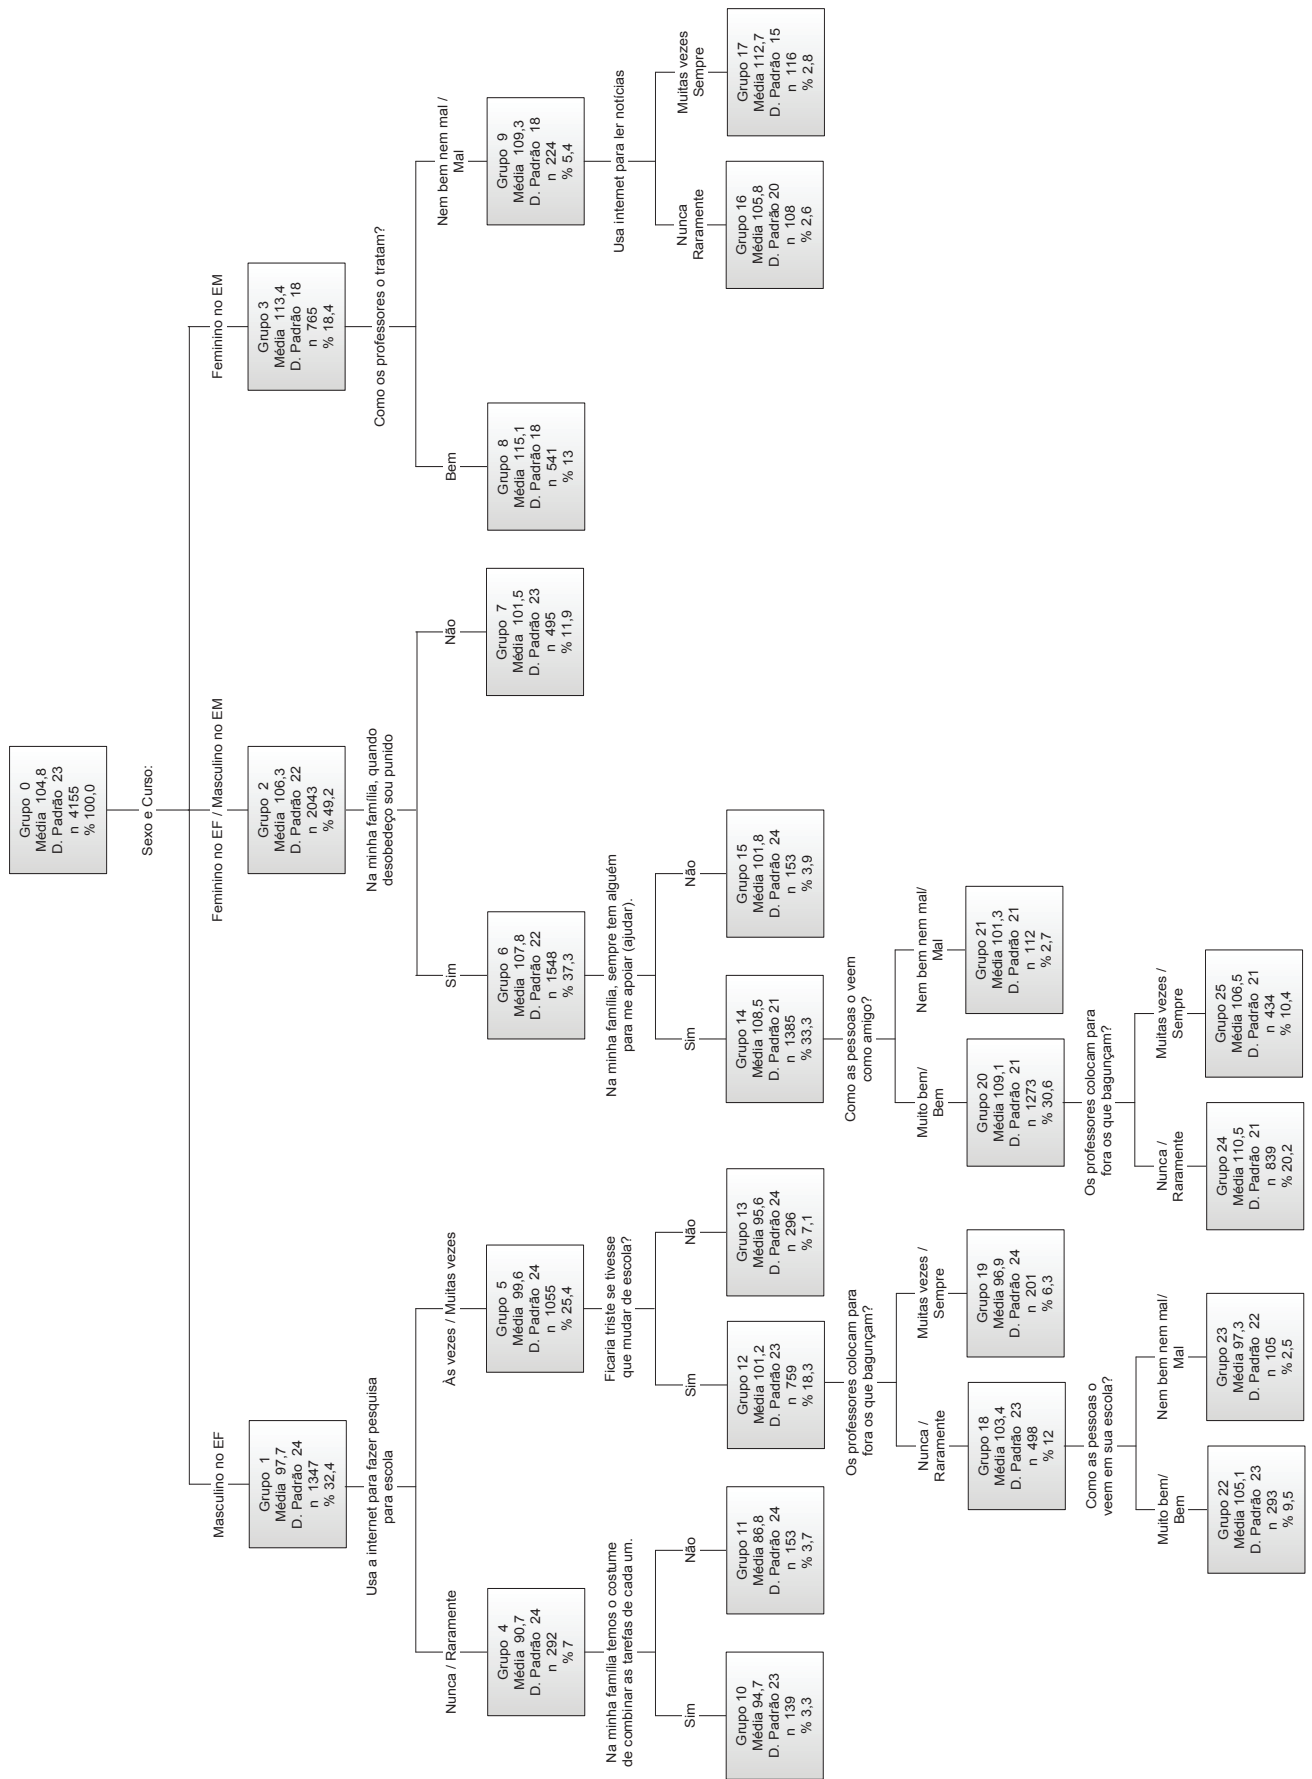 Grupo 0
Média 104,8
D. Padrão 23
n 4155
% 100,0
Sexo e Curso:
Masculino no EF
Feminino no EF / Masculino no EM
Feminino no EM
Grupo 1
Média 97,7
D. Padrão 24
n 1347
% 32,4
Grupo 2
Média 106,3
D. Padrão 22
n 2043
% 49,2
Grupo 3
Média 113,4
D. Padrão 18
n 765
% 18,4
Usa a internet para fazer pesquisa
para escola
Na minha família, quando
desobedeço sou punido
Como os professores o tratam?
Nunca / Raramente
Às vezes / Muitas vezes
Sim
Não
Bem
Nem bem nem mal /
Mal
Grupo 4
Média 90,7
D. Padrão 24
n 292
% 7
Grupo 5
Média 99,6
D. Padrão 24
n 1055
% 25,4
Grupo 6
Média 107,8
D. Padrão 22
n 1548
% 37,3
Grupo 7
Média 101,5
D. Padrão 23
n 495
% 11,9
Grupo 8
Média 115,1
D. Padrão 18
n 541
% 13
Grupo 9
Média 109,3
D. Padrão 18
n 224
% 5,4
Na minha família temos o costume
de combinar as tarefas de cada um.
Ficaria triste se tivesse
que mudar de escola?
Na minha família, sempre tem alguém
para me apoiar (ajudar).
Usa internet para ler notícias
Sim
Não
Sim
Não
Sim
Não
Nunca
Raramente
Muitas vezes
Sempre
Grupo 10
Média 94,7
D. Padrão 23
n 139
% 3,3
Grupo 11
Média 86,8
D. Padrão 24
n 153
% 3,7
Grupo 12
Média 101,2
D. Padrão 23
n 759
% 18,3
Grupo 13
Média 95,6
D. Padrão 24
n 296
% 7,1
Grupo 14
Média 108,5
D. Padrão 21
n 1385
% 33,3
Grupo 15
Média 101,8
D. Padrão 24
n 153
% 3,9
Grupo 16
Média 105,8
D. Padrão 20
n 108
% 2,6
Grupo 17
Média 112,7
D. Padrão 15
n 116
% 2,8
Os professores colocam para
fora os que bagunçam?
Como as pessoas o veem
como amigo?
Nunca /
Raramente
Muitas vezes /
Sempre
Muito bem/
Bem
Nem bem nem mal/
Mal
Grupo 18
Média 103,4
D. Padrão 23
n 498
% 12
Grupo 19
Média 96,9
D. Padrão 24
n 201
% 6,3
Grupo 20
Média 109,1
D. Padrão 21
n 1273
% 30,6
Grupo 21
Média 101,3
D. Padrão 21
n 112
% 2,7
Como as pessoas o
veem em sua escola?
Os professores colocam para
fora os que bagunçam?
Muito bem/
Bem
Nem bem nem mal/
Mal
Nunca /
Raramente
Muitas vezes /
Sempre
Grupo 22
Média 105,1
D. Padrão 23
n 293
% 9,5
Grupo 23
Média 97,3
D. Padrão 22
n 105
% 2,5
Grupo 24
Média 110,5
D. Padrão 21
n 839
% 20,2
Grupo 25
Média 106,5
D. Padrão 21
n 434
% 10,4